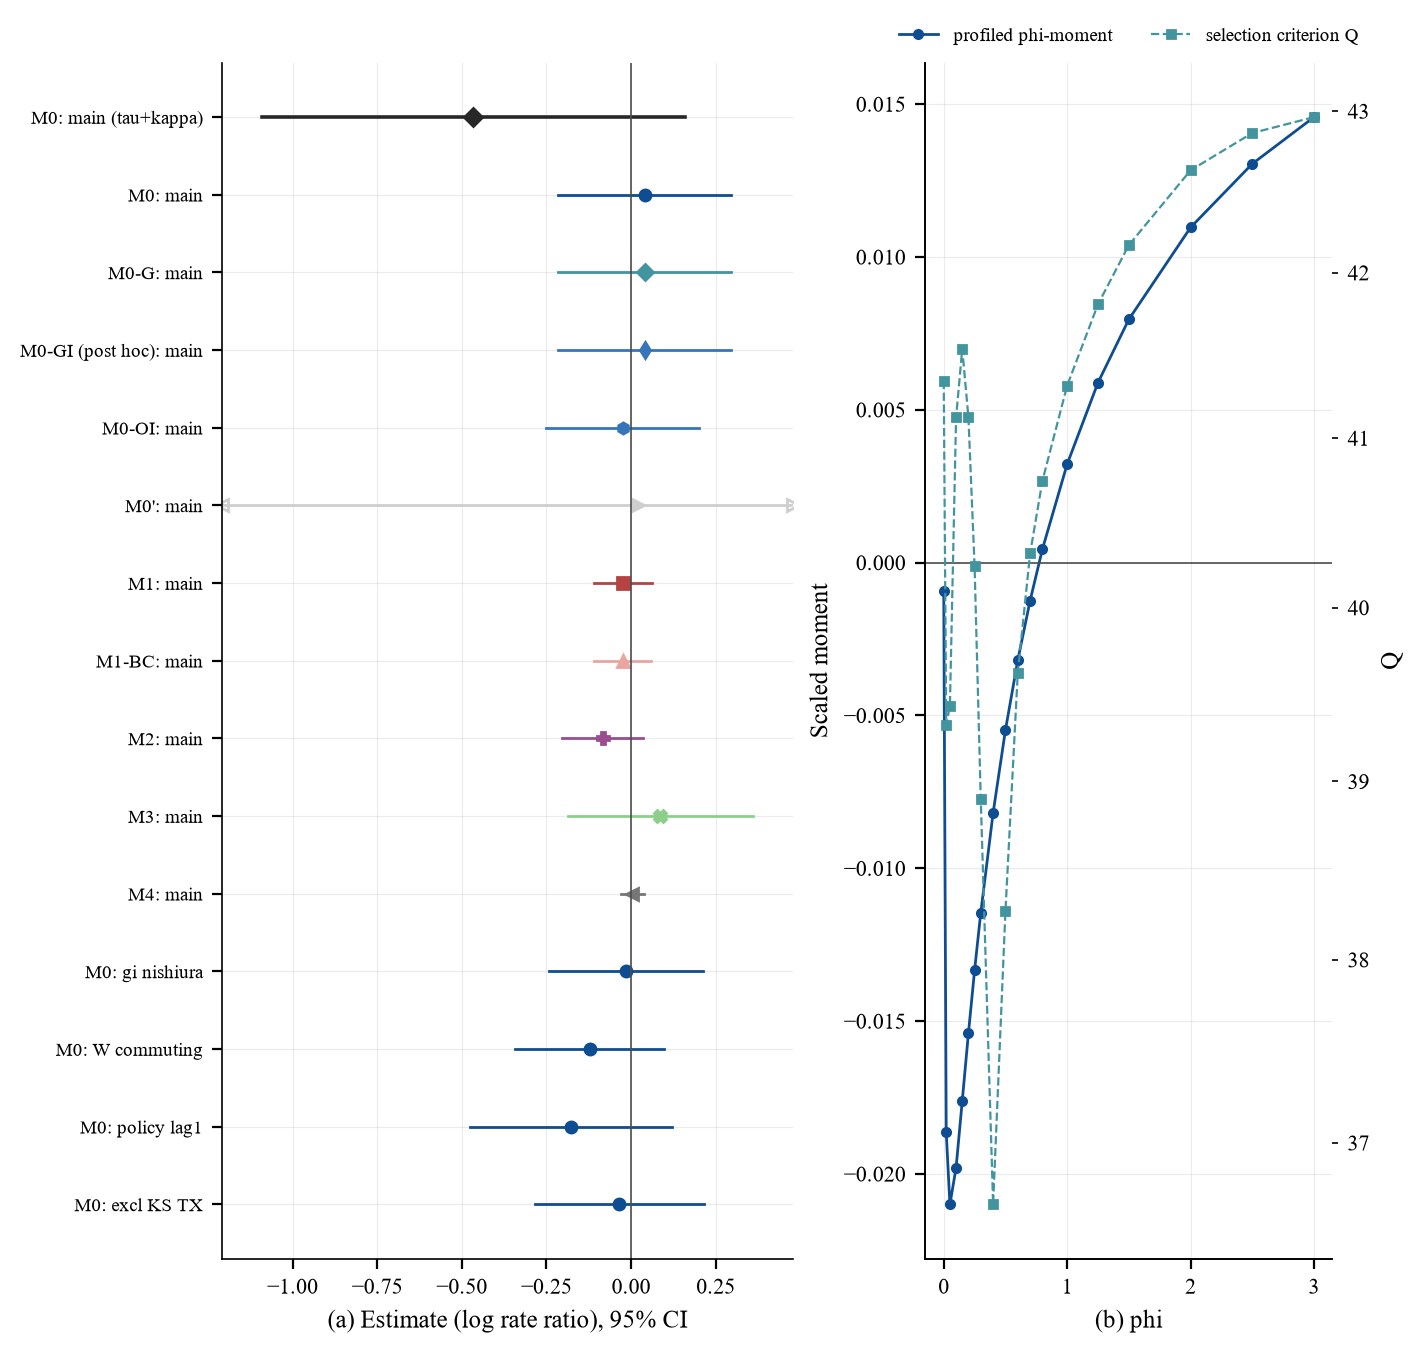 profiled phi-moment
selection criterion Q
M0: main (tau+kappa)
M0: main
M0-G: main
M0-GI (post hoc): main
M0-OI: main
M0': main
M1: main
M1-BC: main
M2: main
M3: main
M4: main
M0: gi nishiura
M0: W commuting
M0: policy lag1
M0: excl KS TX
−1.00
−0.75
−0.50
−0.25
0.00
0.25
(a) Estimate (log rate ratio), 95% CI
Scaled moment
0.015
0.010
0.005
0.000
−0.005
−0.010
−0.015
−0.020
0
1
2
3
(b) phi
43
42
41
40
39
38
37
Q